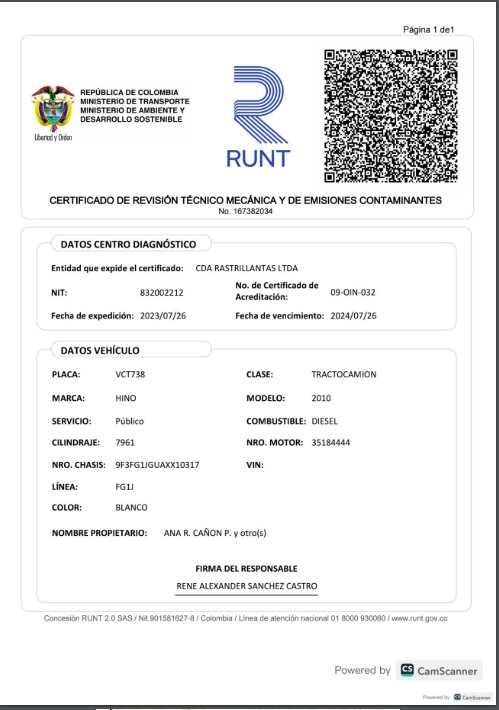 Página 1 de1
REPÚBLICA DE COLOMBIA
MINISTERIO DE TRANSPORTE
MINISTERIO DE AMBIENTE Y
DESARROLLO SOSTENIBLE
Libertad y Orden
RUNT
CERTIFICADO DE REVISIÓN TÉCNICO MECÁNICA Y DE EMISIONES CONTAMINANTES
No. 167382034
DATOS CENTRO DIAGNÓSTICO
Entidad que expide el certificado: CDA RASTRILLANTAS LTDA
NIT: 832002212 No. de Certificado de Acreditación: 09-OIN-032
Fecha de expedición: 2023/07/26 Fecha de vencimiento: 2024/07/26
DATOS VEHÍCULO
PLACA: VCT738 CLASE: TRACTOCAMION
MARCA: HINO MODELO: 2010
SERVICIO: Público COMBUSTIBLE: DIESEL
CILINDRAJE: 7961 NRO. MOTOR: 35184444
NRO. CHASIS: 9F3FG1JGUAXX10317 VIN:
LÍNEA: FG1J
COLOR: BLANCO
NOMBRE PROPIETARIO: ANA R. CAÑON P. y otro(s)
FIRMA DEL RESPONSABLE
RENE ALEXANDER SANCHEZ CASTRO
Concesión RUNT 2.0 SAS / Nit.901581627-8 / Colombia / Línea de atención nacional 01 8000 930060 / www.runt.gov.co
Powered by CS CamScanner
Powered by CS CamScanner